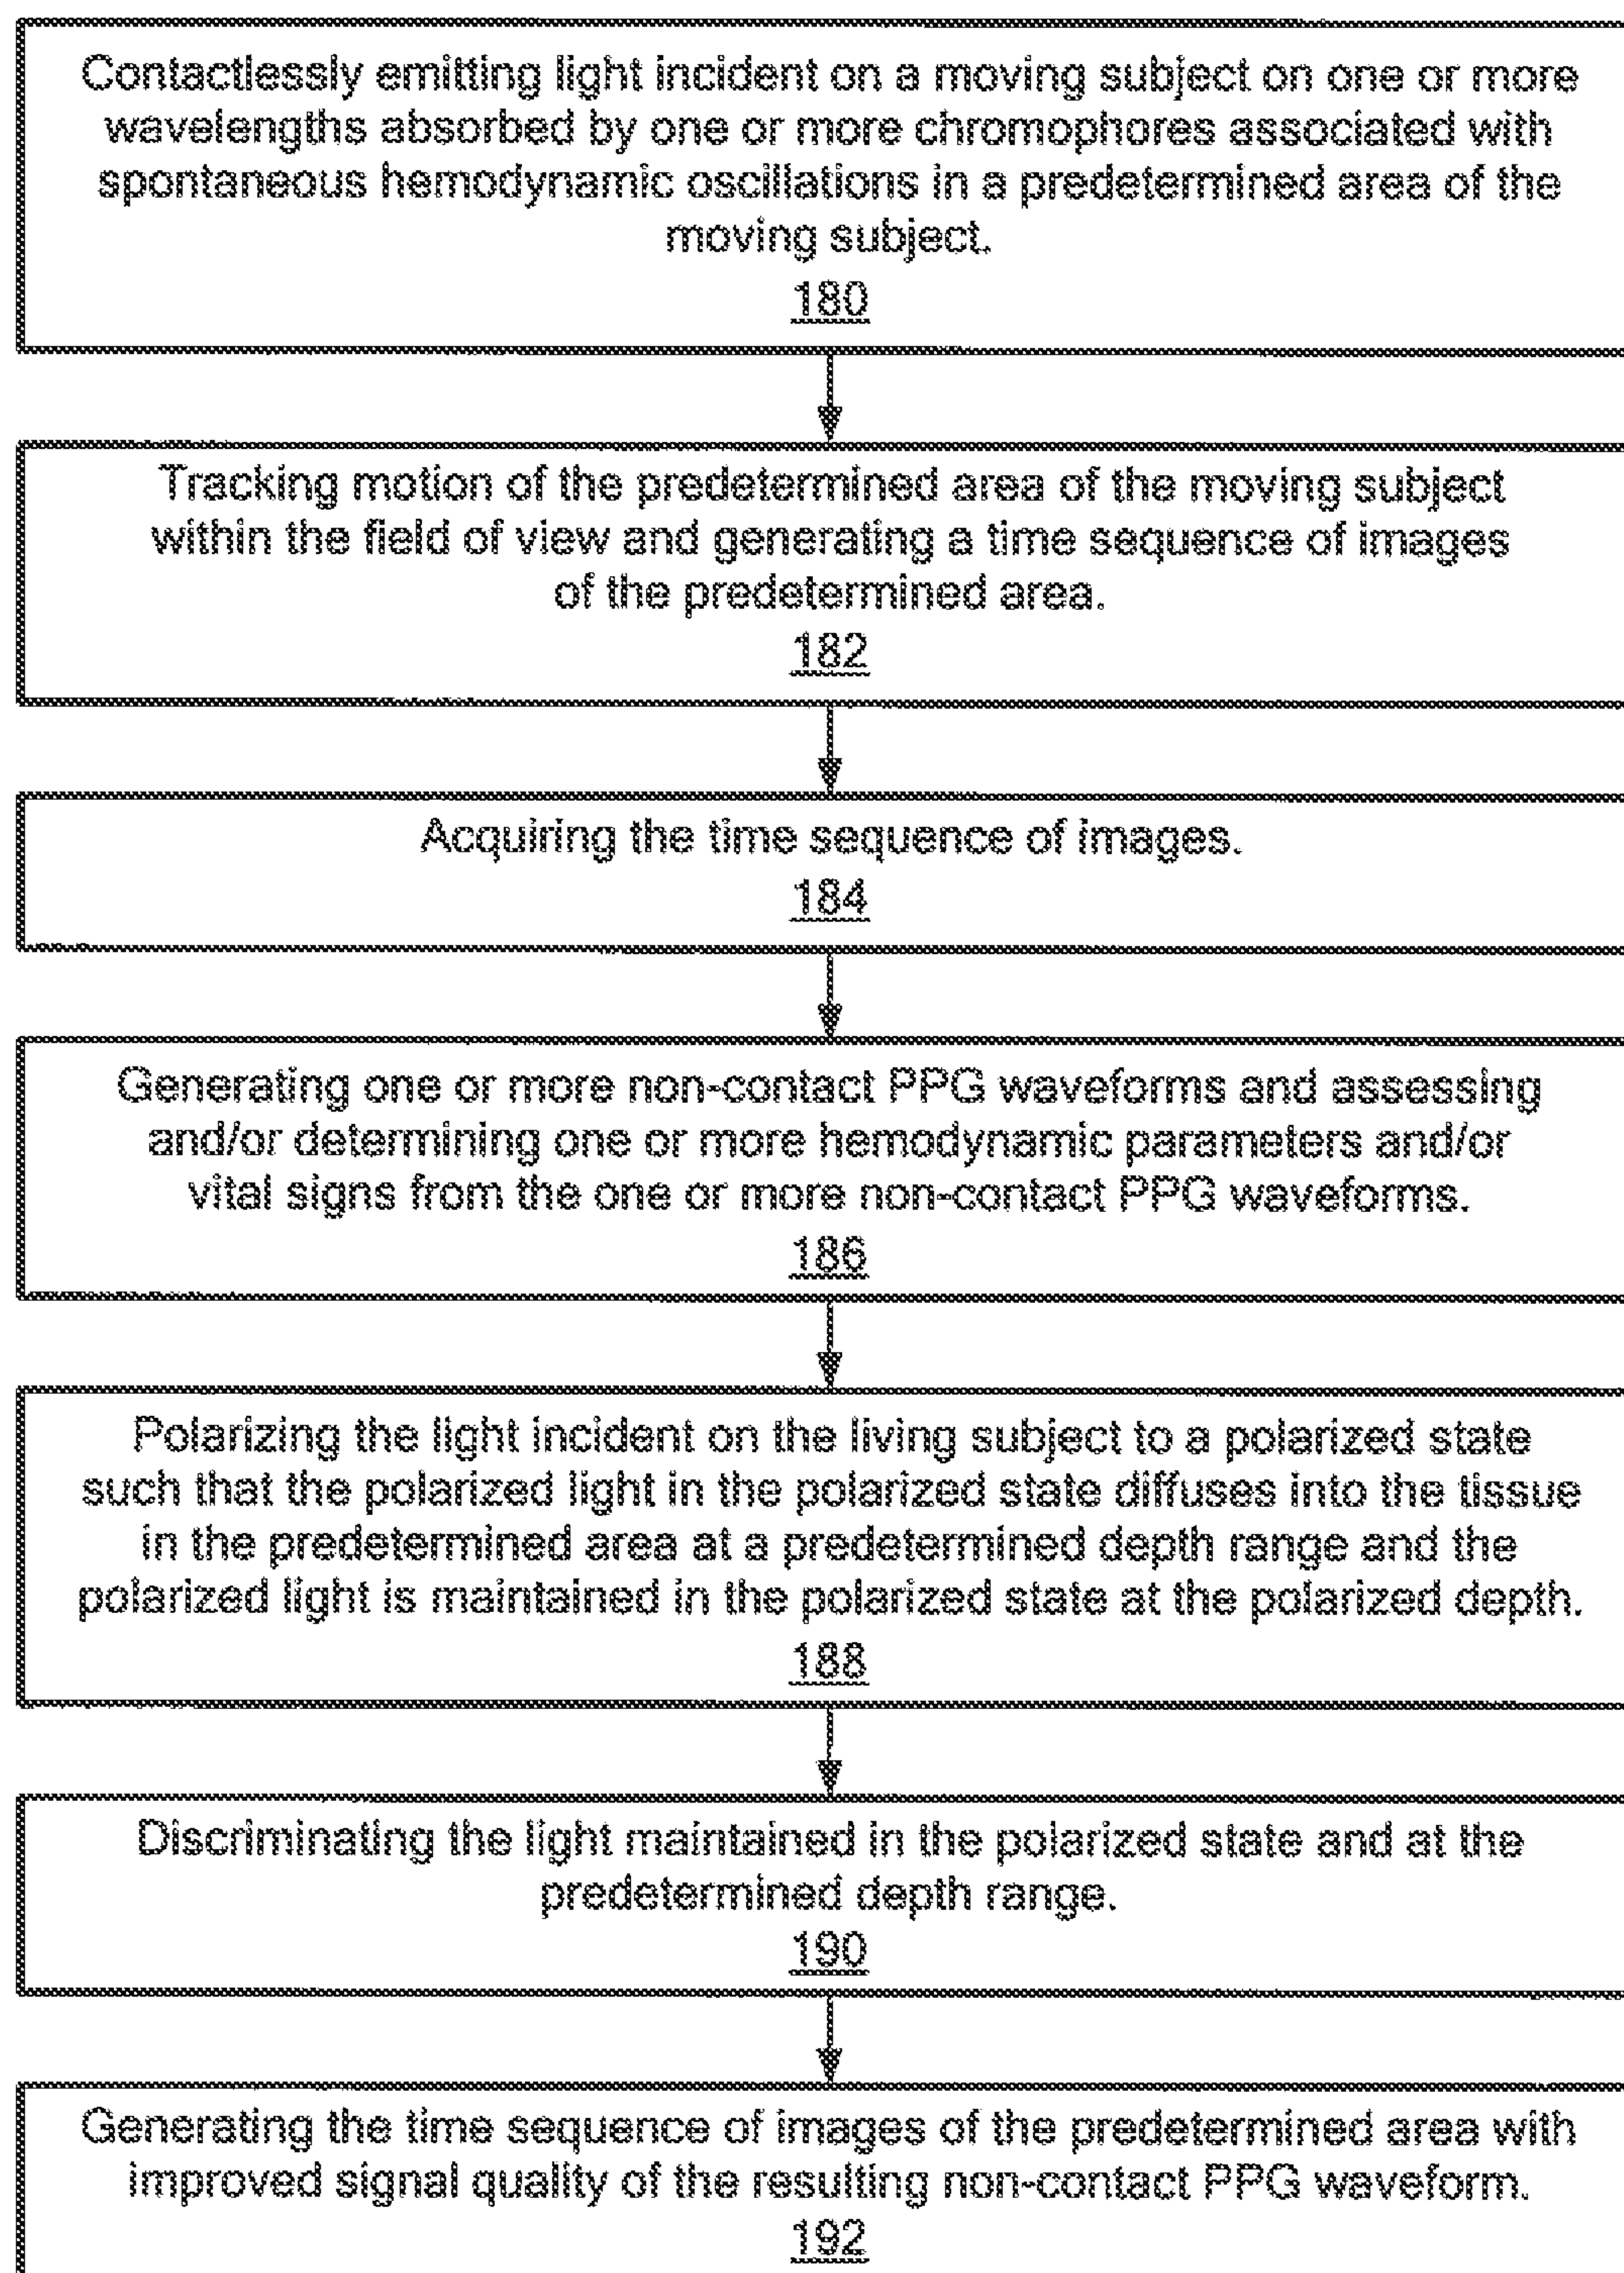 Contactlessly emitting light incident on a moving subject on one or more
wavelengths absorbed by one or more chromophores associated with
spontaneous hemodynamic oscillations in a predetermined area of the
moving subject.
180
Tracking motion of the predetermined area of the moving subject
within the field of view and generating a time sequence of images
of the predetermined area.
182
Acquiring the time sequence of images.
184
Generating one or more non-contact PPG waveforms and assessing
and/or determining one or more hemodynamic parameters and/or
vital signs from the one or more non-contact PPG waveforms.
186
Polarizing the light incident on the living subject to a polarized state
such that the polarized light in the polarized state diffuses into the tissue
in the predetermined area at a predetermined depth range and the
polarized light is maintained in the polarized state at the polarized depth.
188
Discriminating the light maintained in the polarized state and at the
predetermined depth range.
190
Generating the time sequence of images of the predetermined area with
improved signal quality of the resulting non-contact PPG waveform.
192